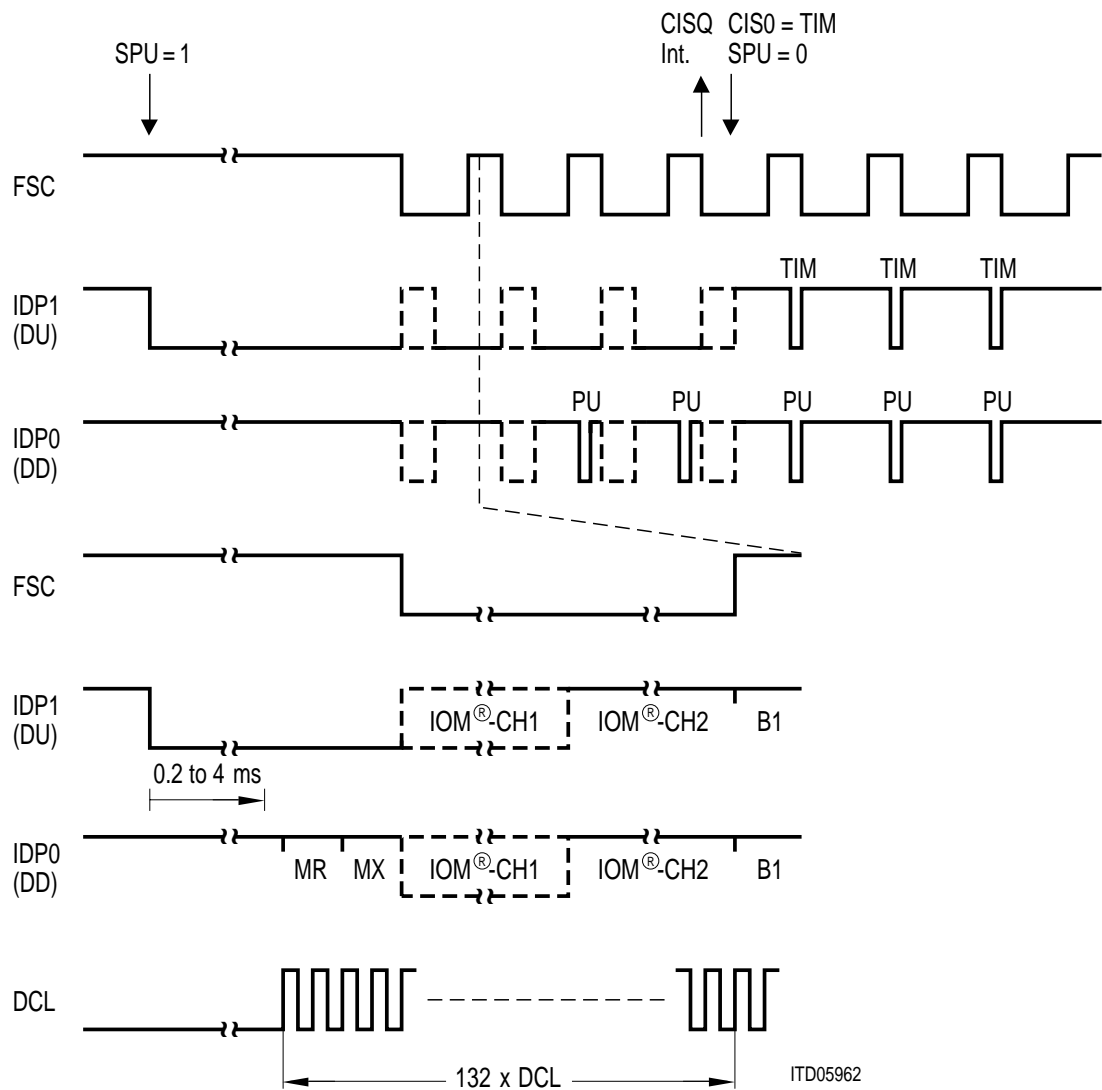 SPU = 1
CISQ CIS0 = TIM
Int. SPU = 0
FSC
IDP1
(DU)
TIM TIM TIM
IDP0
(DD)
PU PU PU PU PU
FSC
IDP1
(DU)
IOM®-CH1 IOM®-CH2 B1
0.2 to 4 ms
IDP0
(DD)
MR MX IOM®-CH1 IOM®-CH2 B1
DCL
132 x DCL
ITD05962